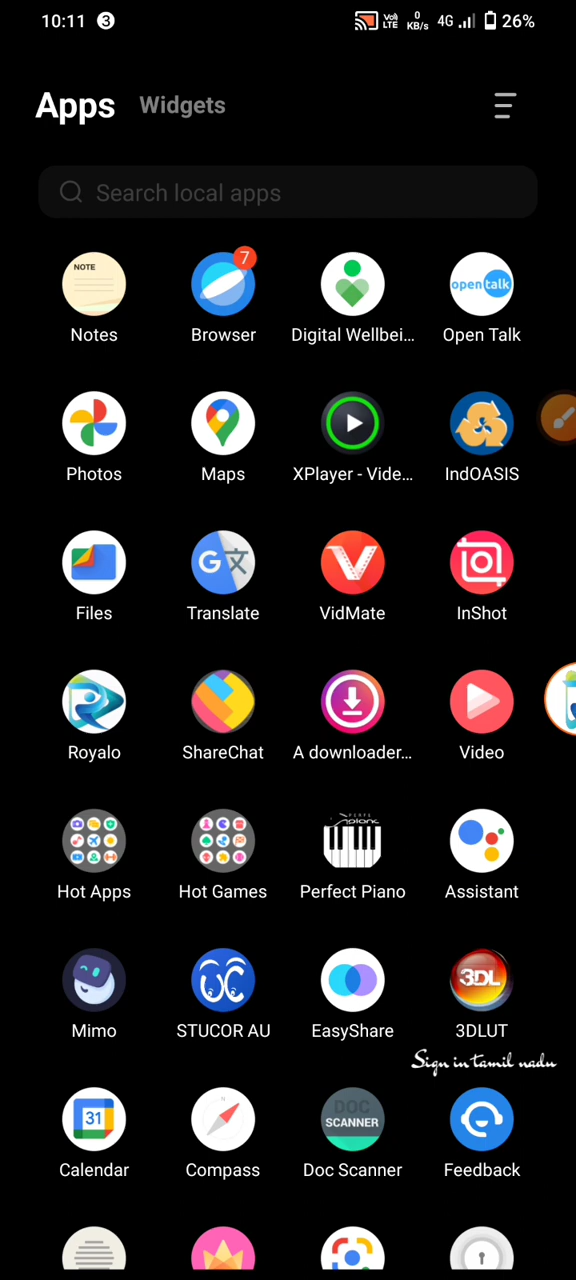 10:11 3 Vol) LTE 0 KB/s 4G 26%
Apps Widgets
Search local apps
NOTE 7 open talk
Notes Browser Digital Wellbei... Open Talk
Photos Maps XPlayer - Vide... IndOASIS
G 文
Files Translate VidMate InShot
Royalo ShareChat A downloader... Video
Hot Apps Hot Games Perfect Piano Assistant
3DL
Mimo STUCOR AU EasyShare 3DLUT
Sign in tamil nadu
31 N DOC SCANNER
Calendar Compass Doc Scanner Feedback